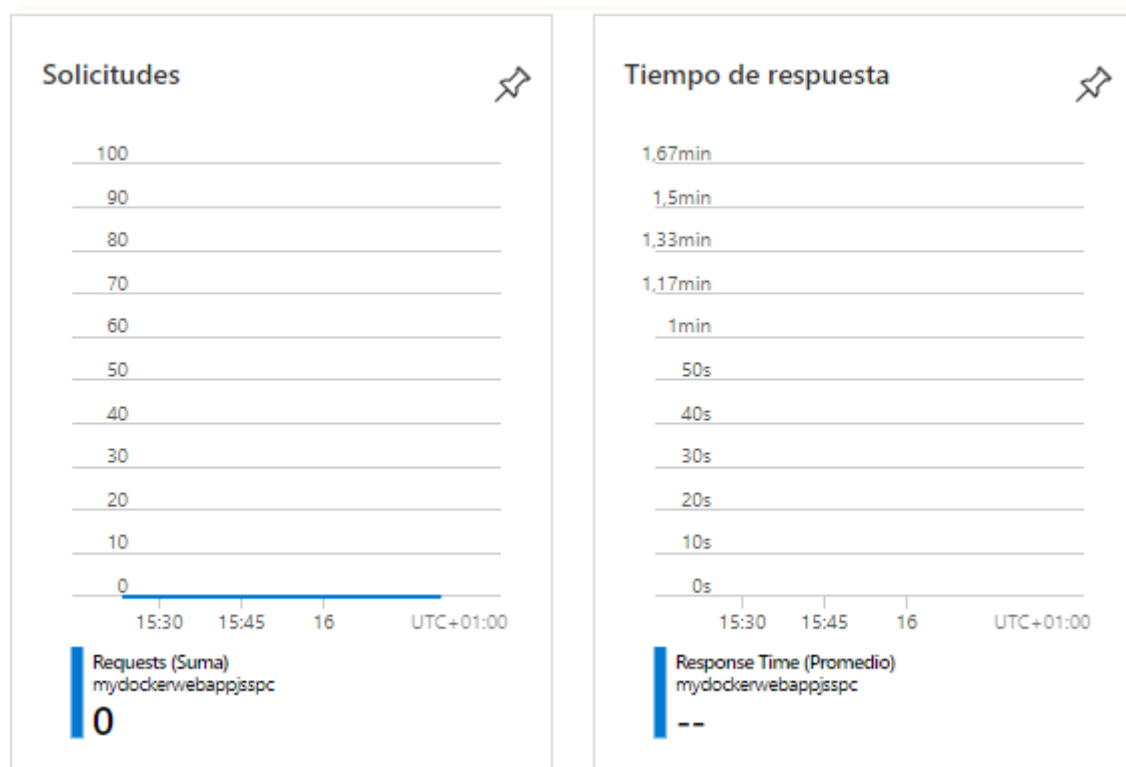 Solicitudes
100
90
80
70
60
50
40
30
20
10
0
15:30 15:45 16 UTC+01:00
Requests (Suma)
mydockerwebappjsspc
0
Tiempo de respuesta
1,67min
1,5min
1,33min
1,17min
1min
50s
40s
30s
20s
10s
0s
15:30 15:45 16 UTC+01:00
Response Time (Promedio)
mydockerwebappjsspc
--